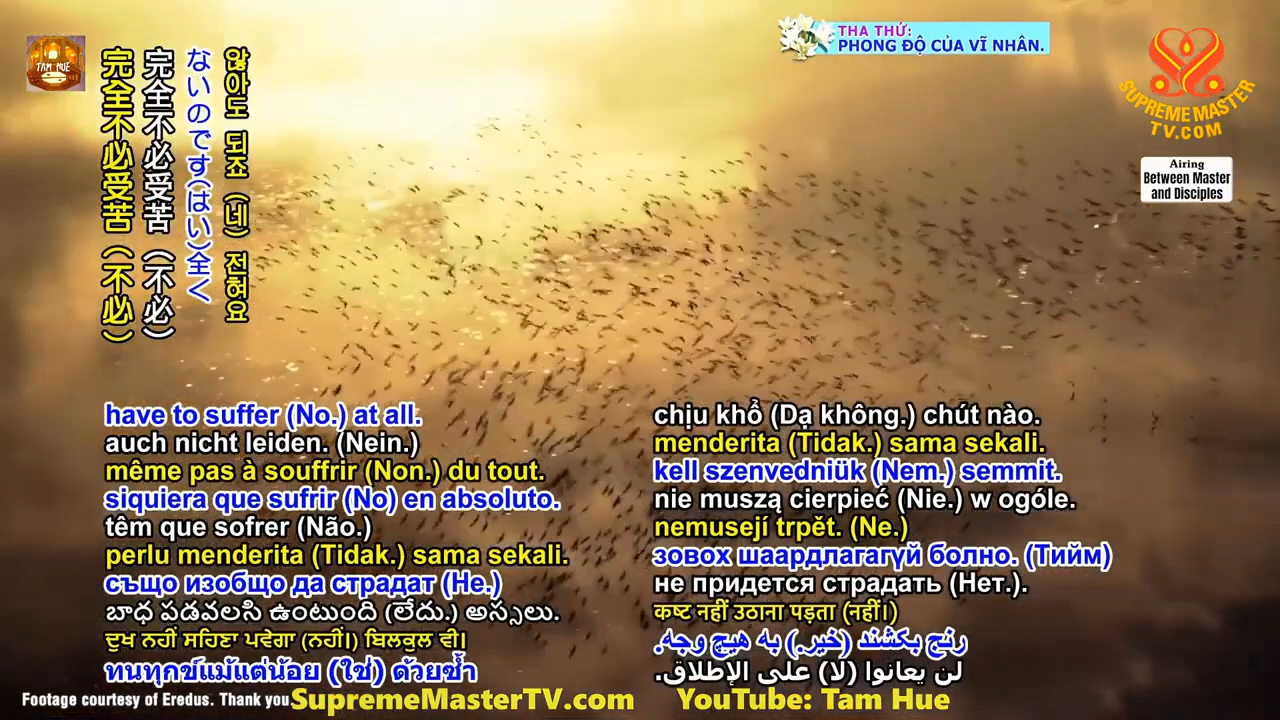 TAM HUE
THA THỨ:
PHONG ĐỘ CỦA VĨ NHÂN.
SUPREME MASTER
TV.COM
Airing
Between Master
and Disciples
않아도 되죠 (네) 전혀요
ないのです(はい)全く
完全不必受苦（不必）
完全不必受苦（不必）
have to suffer (No.) at all.
auch nicht leiden. (Nein.)
même pas à souffrir (Non.) du tout.
siquiera que sufrir (No) en absoluto.
têm que sofrer (Não.)
perlu menderita (Tidak.) sama sekali.
също изобщо да страдат (Не.)
బాధ పడవలసి ఉంటుంది (లేదు.) అస్సలు.
ਦੁਖ ਨਹੀਂ ਸਹਿਣਾ ਪਵੇਗਾ (ਨਹੀਂ।) ਬਿਲਕੁਲ ਵੀ।
ทนทุกข์แม้แต่น้อย (ใช่) ด้วยซ้ำ
chịu khổ (Dạ không.) chút nào.
menderita (Tidak.) sama sekali.
kell szenvedniük (Nem.) semmit.
nie muszą cierpieć (Nie.) w ogóle.
nemusejí trpět. (Ne.)
зовох шаардлагагүй болно. (Тийм)
не придется страдать (Нет.).
कष्ट नहीं उठाना पड़ता (नहीं।)
رنج بکشند (خیر.) به هیچ وجه.
لن يعانوا (لا) على الإطلاق.
Footage courtesy of Eredus. Thank you.
SupremeMasterTV.com
YouTube: Tam Hue